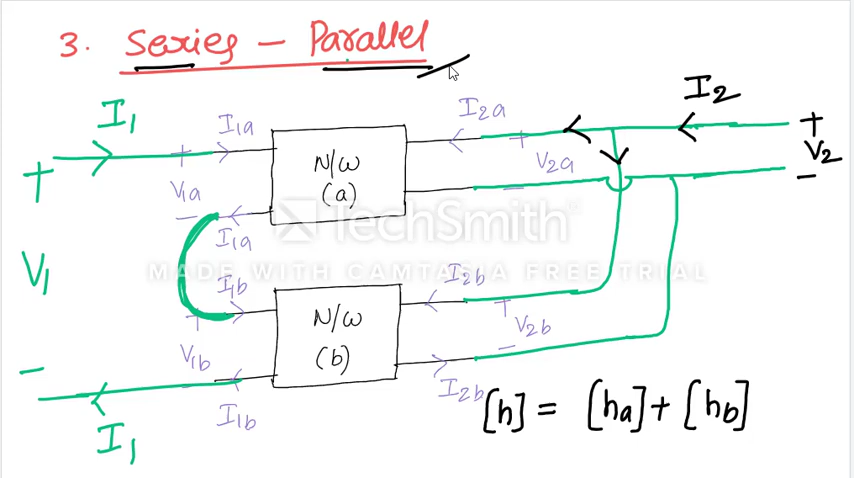 3. Series - Parallel
I1 I1a I2a I2
+ + N/W (a) + +
V1a V2a V2
- - -
+ I1a
V1 I1b I2b
+ N/W (b) +
V1b V2b
- -
- I1b I2b
I1
[h] = [ha] + [hb]
TechSmith
MADE WITH CAMTASIA FREE TRIAL